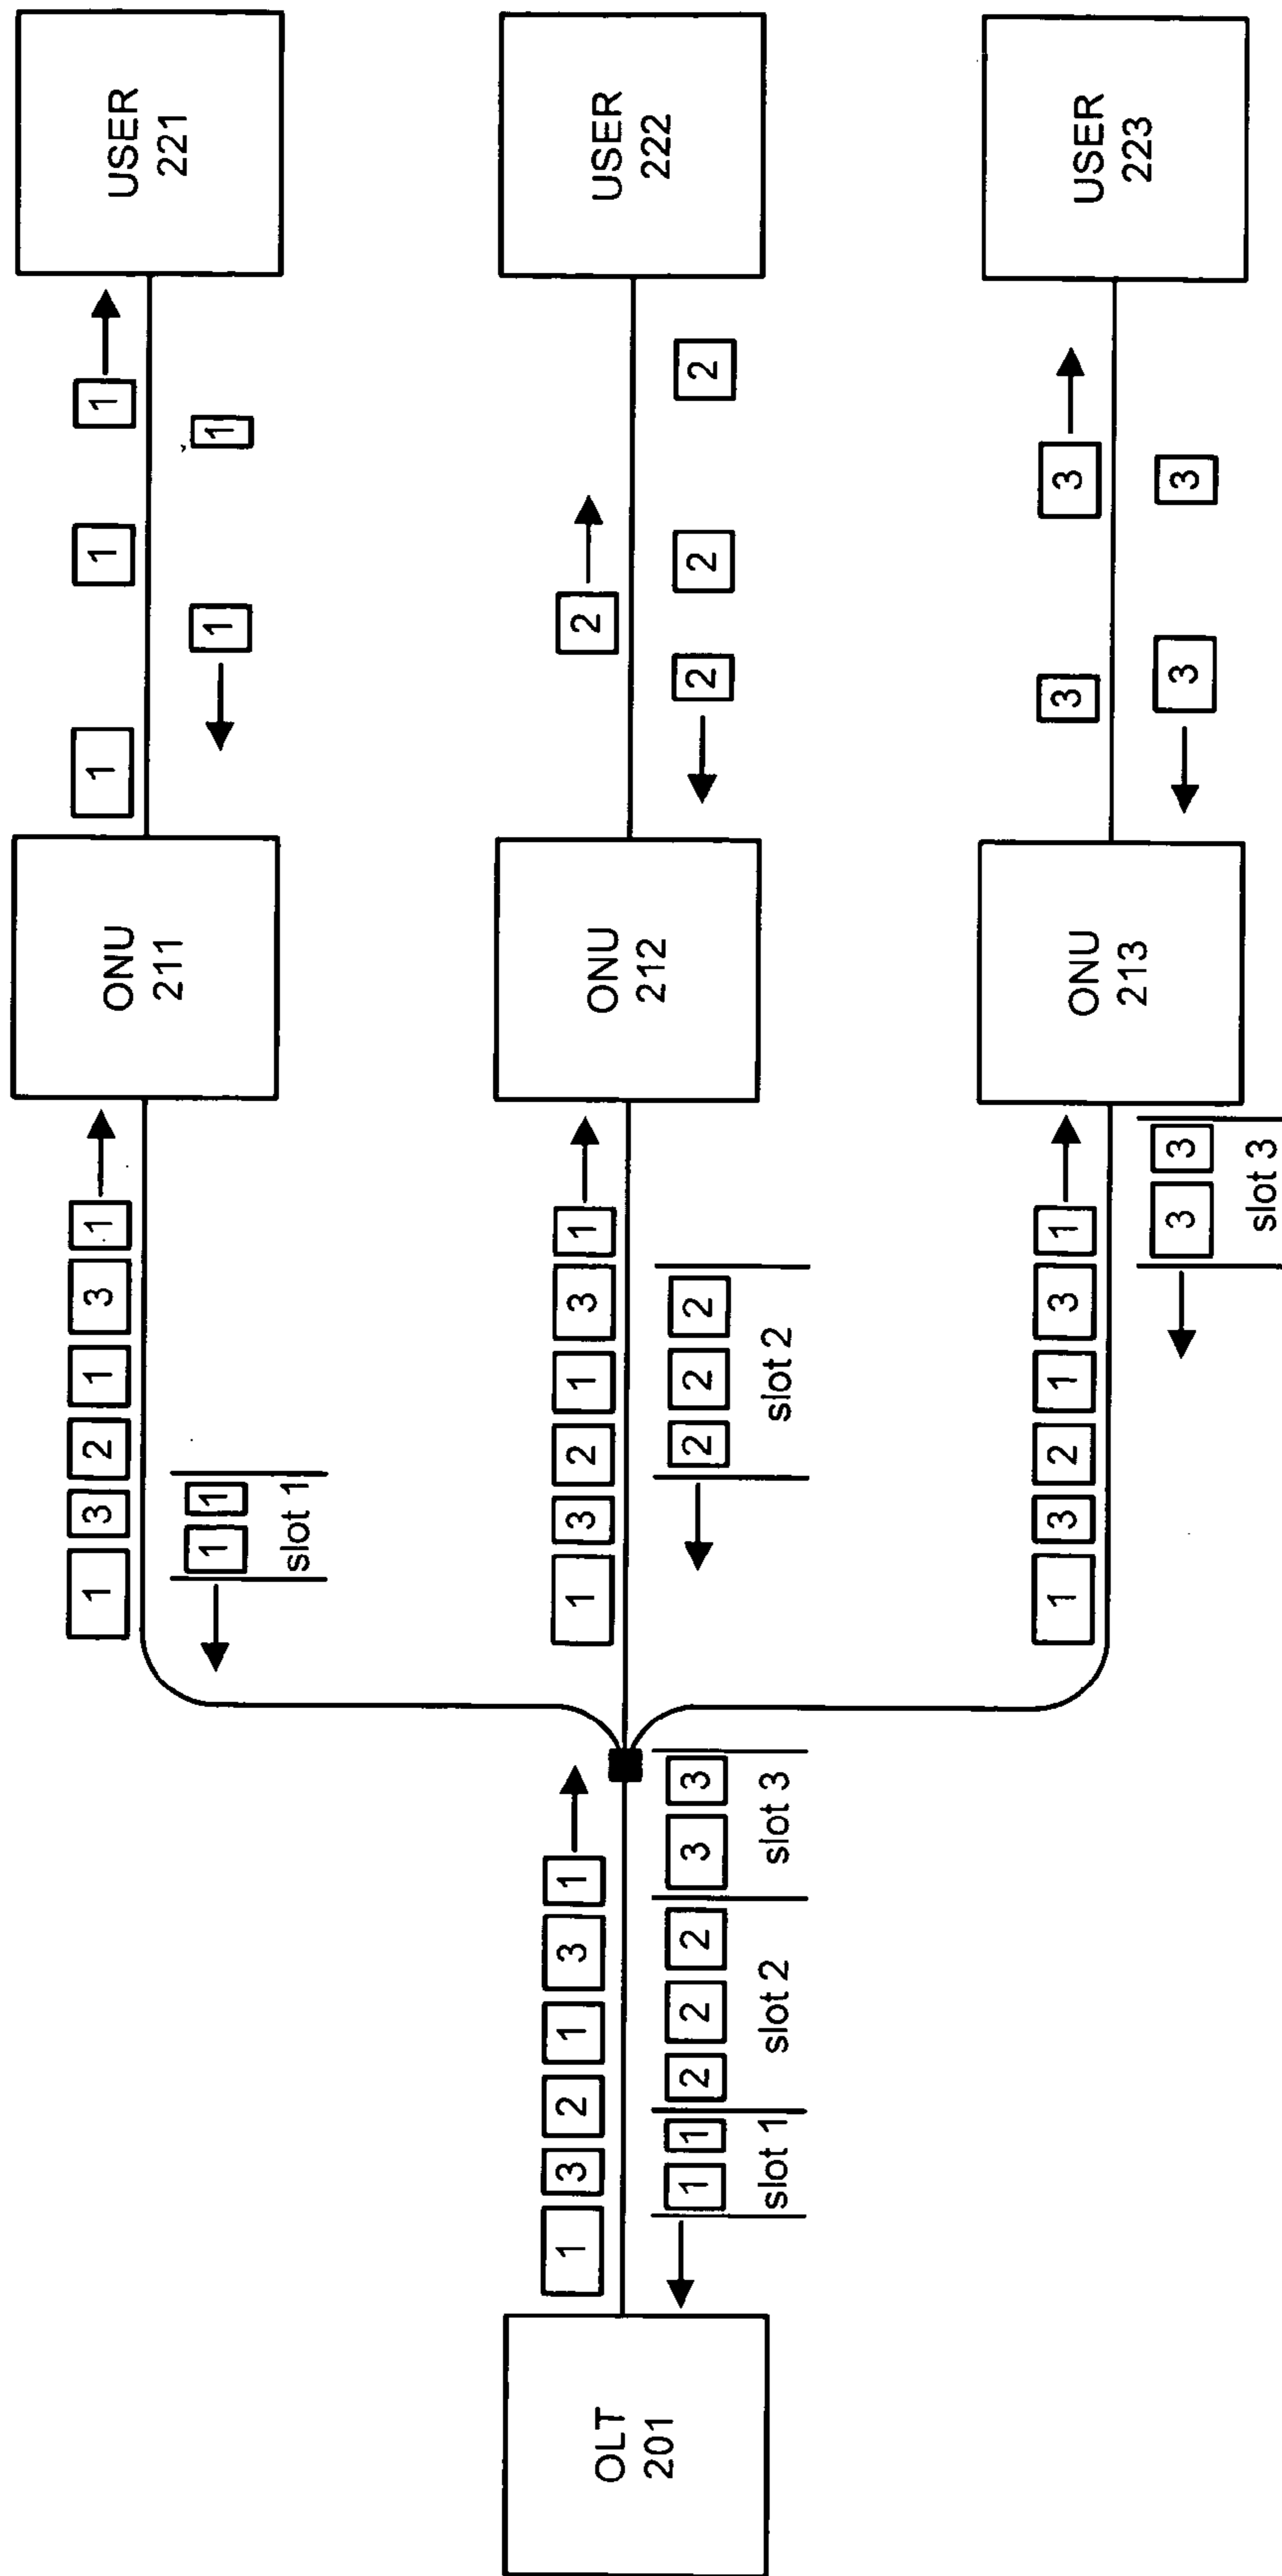 1 3 2 1 3 1
ONU
211
1 1 1
USER
221
1 1
slot 1
1 1
OLT
201
1 3 2 1 3 1
1 1 2 2 2 3 3
slot 1 slot 2 slot 3
1 3 2 1 3 1
2 2 2
slot 2
ONU
212
2
2 2 2
USER
222
1 3 2 1 3 1
3 3
slot 3
ONU
213
3 3
3 3
USER
223